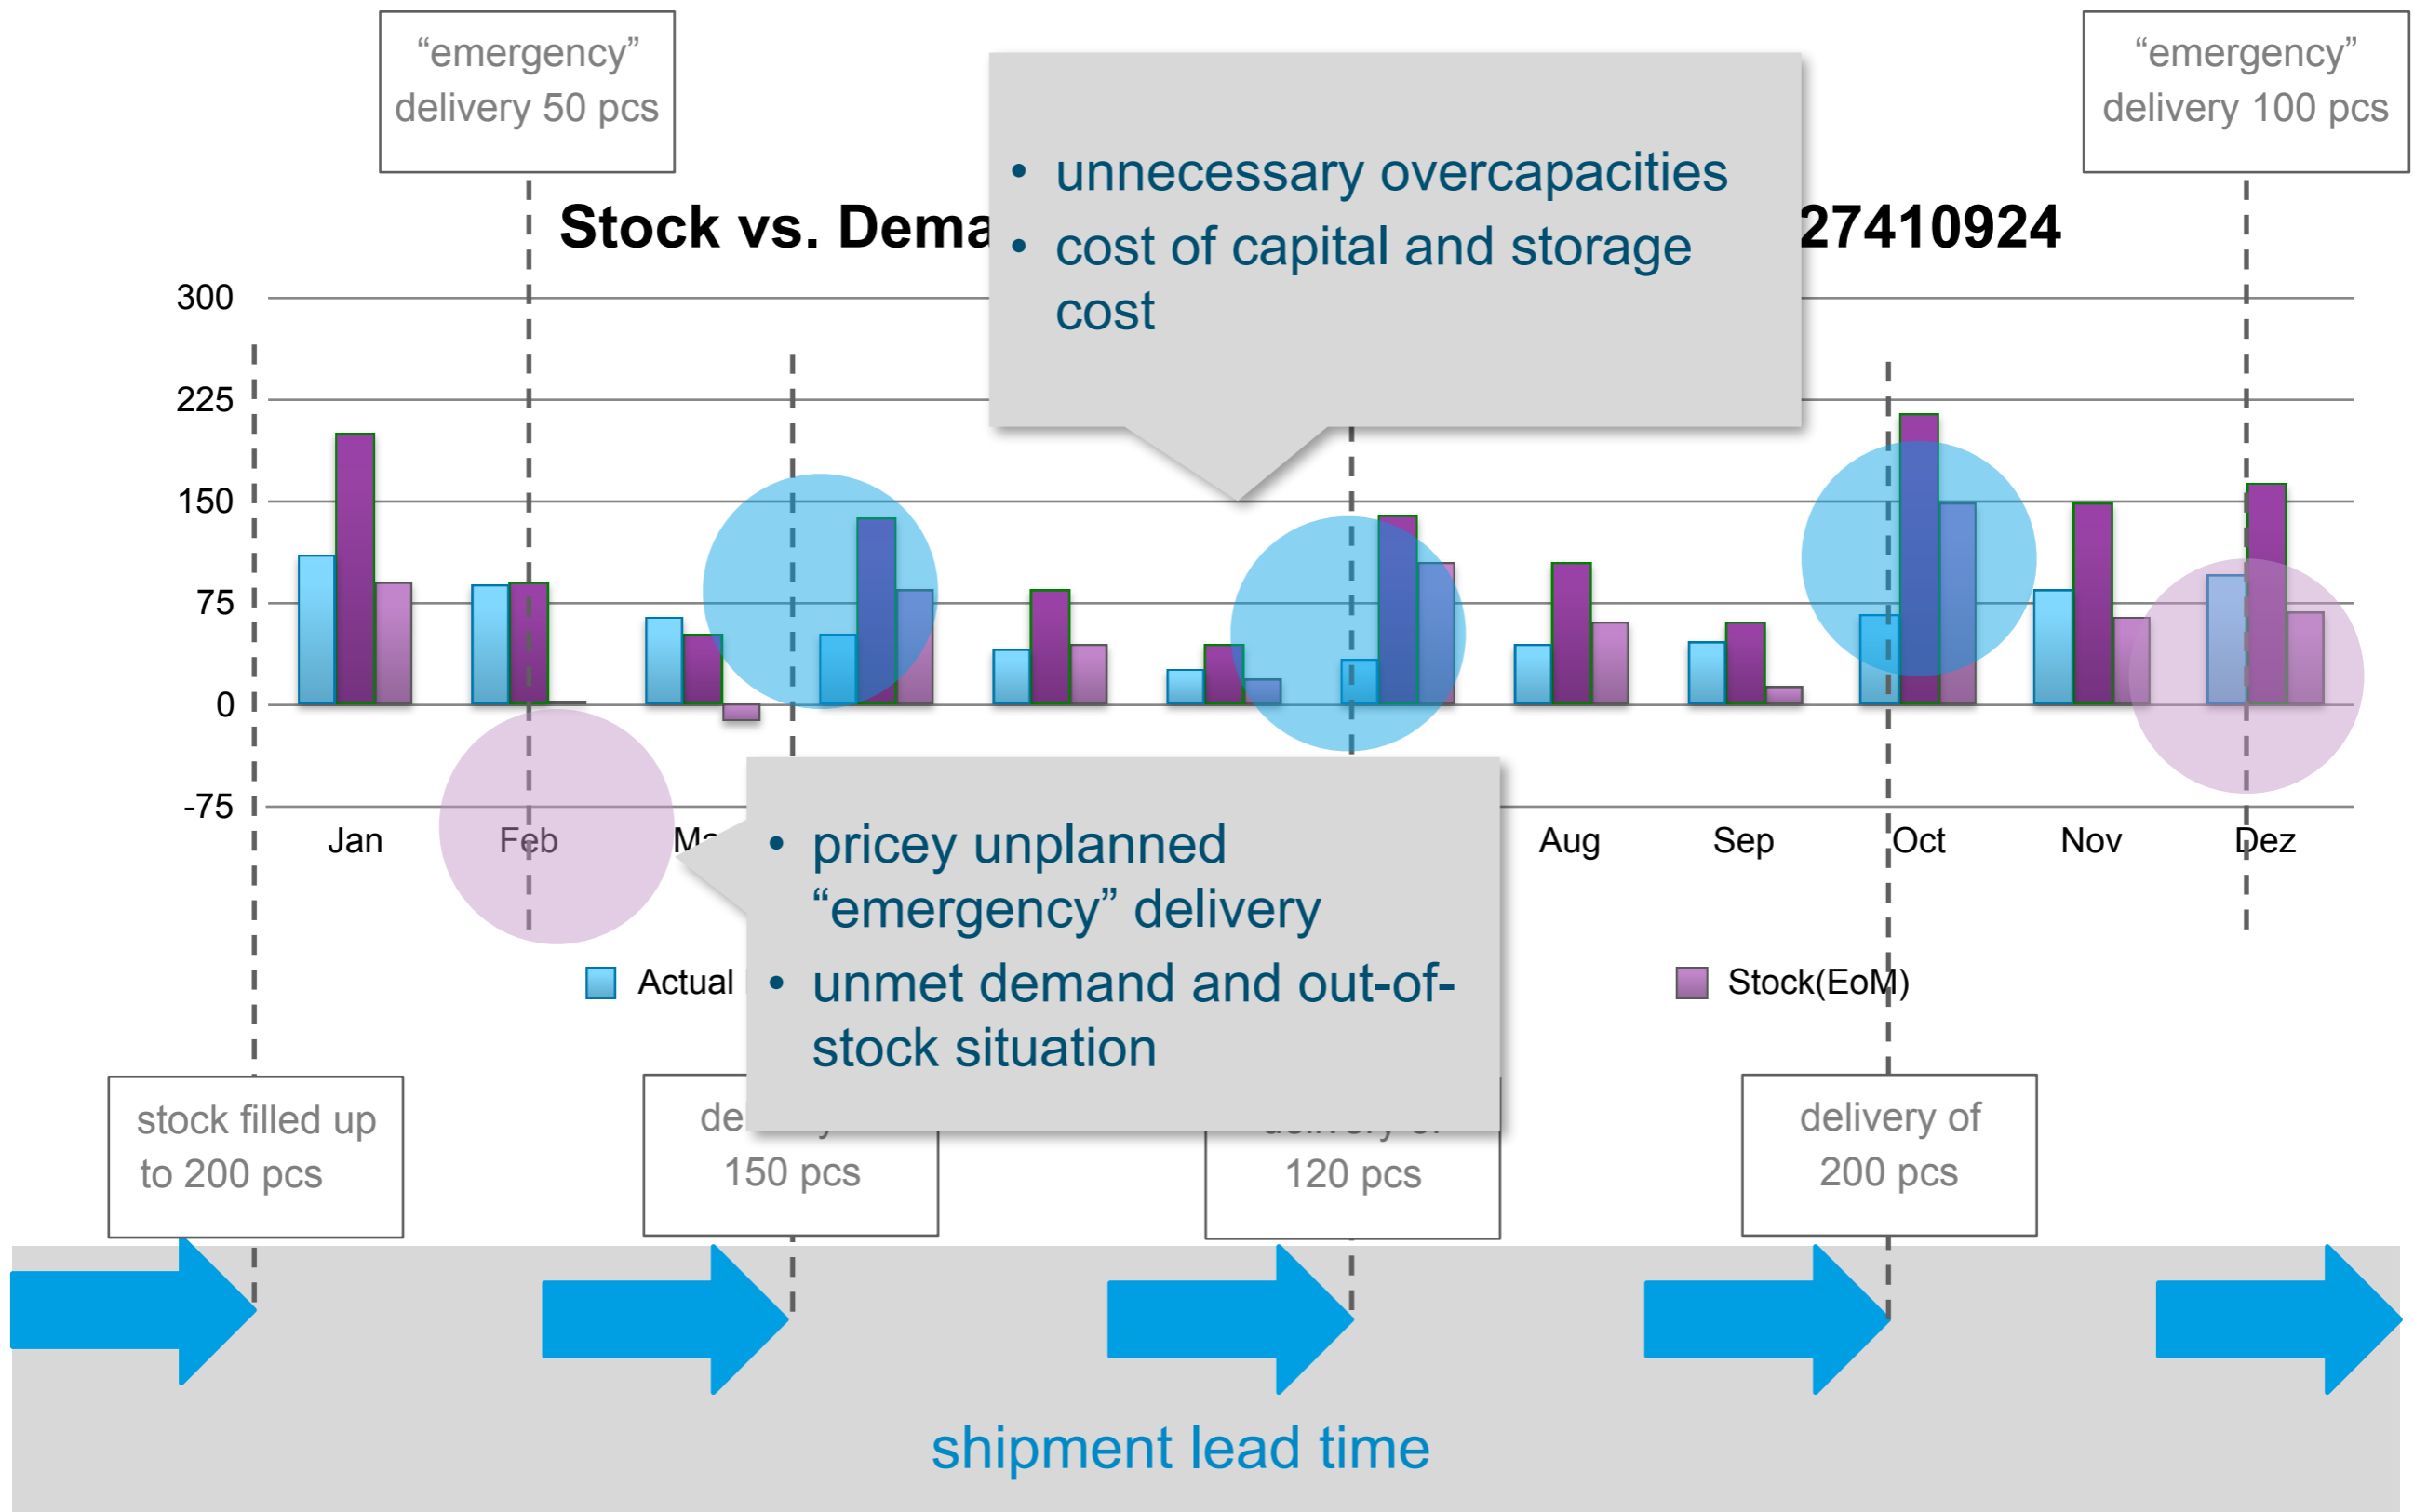 “emergency”
delivery 50 pcs
“emergency”
delivery 100 pcs
• unnecessary overcapacities
• cost of capital and storage
cost
Stock vs.
27410924
300
225
150
75
0
-75
Jan
Feb
Aug
Sep
Oct
Nov
Dez
• pricey unplanned
“emergency” delivery
• unmet demand and out-of-
stock situation
Actual
Stock(EoM)
stock filled up
to 200 pcs
150 pcs
delivery of
120 pcs
delivery of
200 pcs
shipment lead time